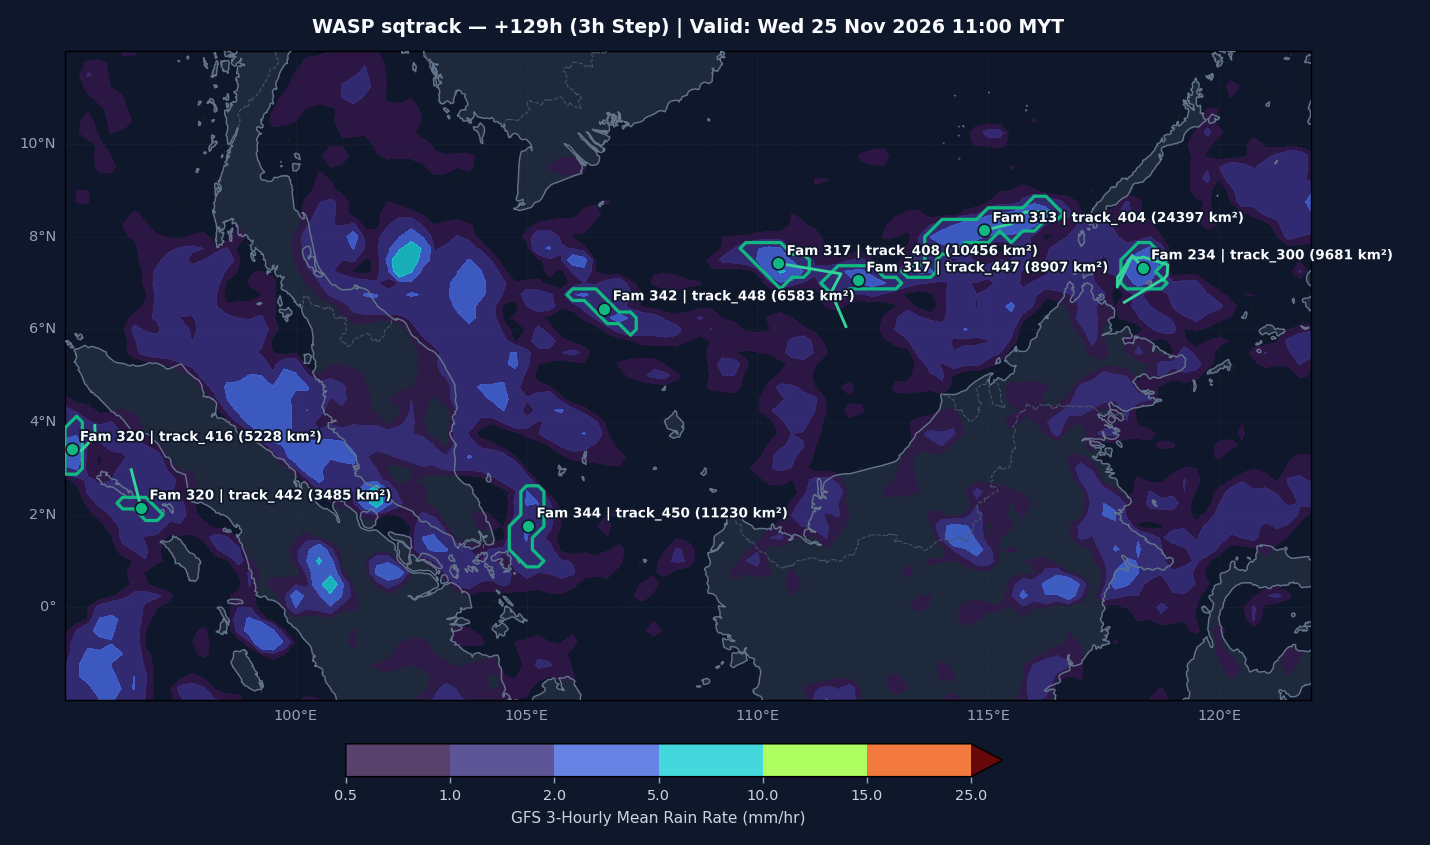 WASP sqtrack — +129h (3h Step) | Valid: Wed 25 Nov 2026 11:00 MYT
10°N
8°N
6°N
4°N
2°N
0°
Fam 313 | track_404 (24397 km²)
Fam 317 | track_408 (10456 km²)
Fam 234 | track_300 (9681 km²)
Fam 317 | track_447 (8907 km²)
Fam 342 | track_448 (6583 km²)
Fam 320 | track_416 (5228 km²)
Fam 320 | track_442 (3485 km²)
Fam 344 | track_450 (11230 km²)
100°E 105°E 110°E 115°E 120°E
0.5 1.0 2.0 5.0 10.0 15.0 25.0
GFS 3-Hourly Mean Rain Rate (mm/hr)